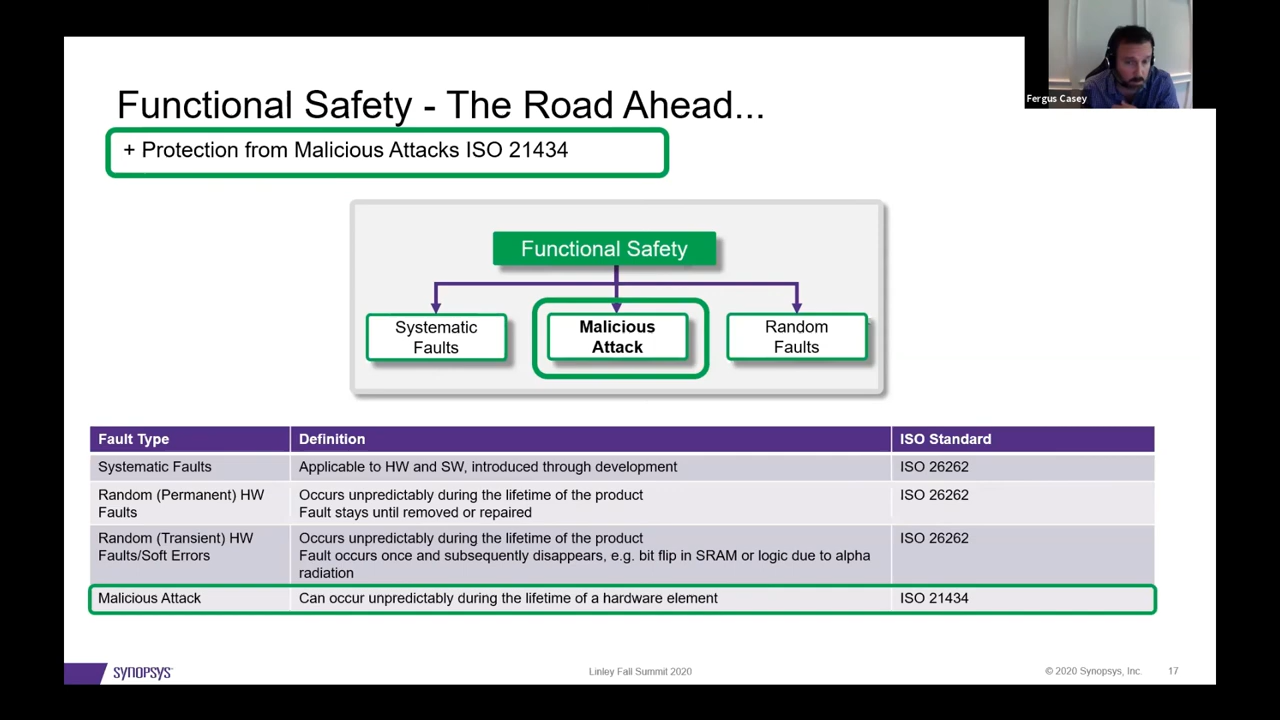 Fergus Casey
Functional Safety - The Road Ahead...
+ Protection from Malicious Attacks ISO 21434
Functional Safety
Systematic
Faults
Malicious
Attack
Random
Faults
Fault Type Definition ISO Standard
Systematic Faults Applicable to HW and SW, introduced through development ISO 26262
Random (Permanent) HW Occurs unpredictably during the lifetime of the product ISO 26262
Faults Fault stays until removed or repaired
Random (Transient) HW Occurs unpredictably during the lifetime of the product ISO 26262
Faults/Soft Errors Fault occurs once and subsequently disappears, e.g. bit flip in SRAM or logic due to alpha
radiation
Malicious Attack Can occur unpredictably during the lifetime of a hardware element ISO 21434
SYNOPSYS Linley Fall Summit 2020 © 2020 Synopsys, Inc. 17